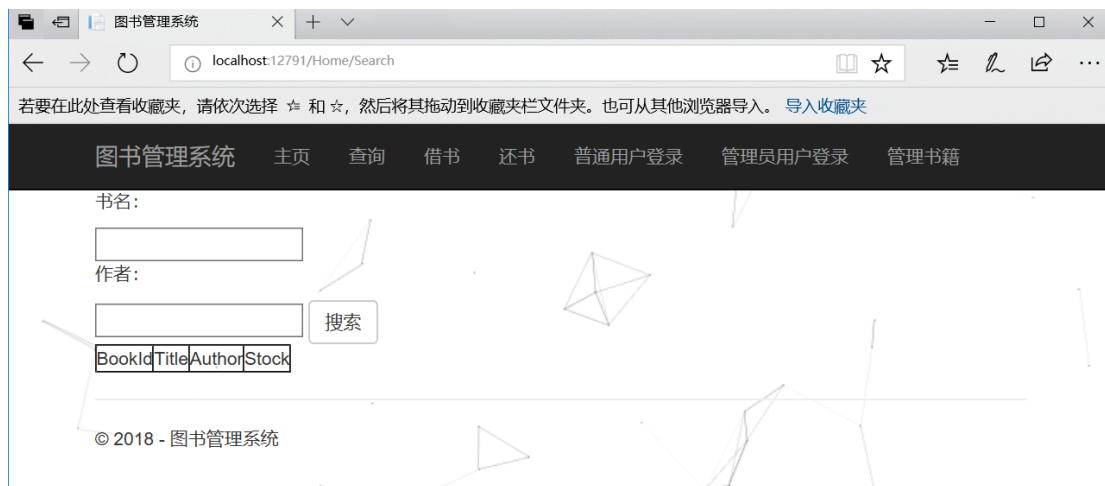 图书管理系统
localhost:12791/Home/Search
若要在此处查看收藏夹，请依次选择 和 ，然后将其拖动到收藏夹栏文件夹。也可从其他浏览器导入。 导入收藏夹
图书管理系统 主页 查询 借书 还书 普通用户登录 管理员用户登录 管理书籍
书名：
作者：
搜索
BookId Title Author Stock
© 2018 - 图书管理系统